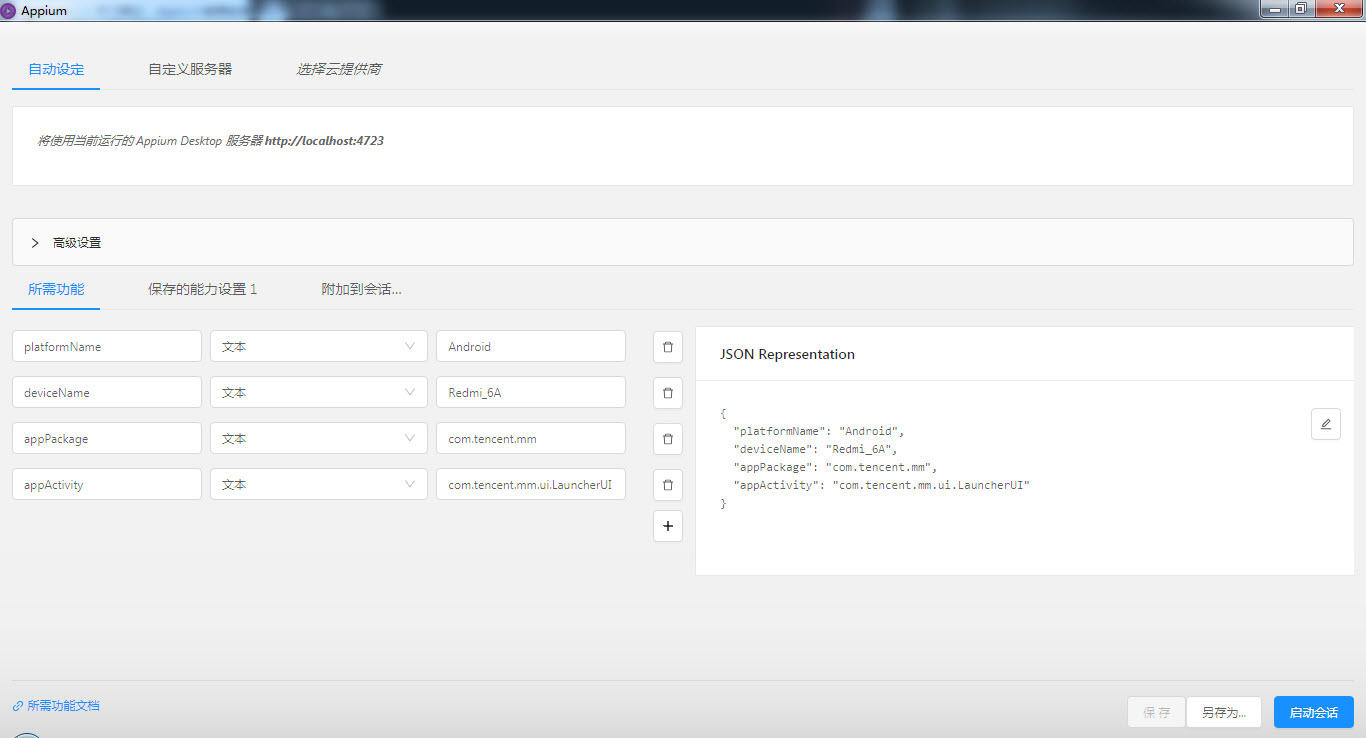 Appium
自动设定 自定义服务器 选择云提供商
将使用当前运行的 Appium Desktop 服务器 http://localhost:4723
高级设置
所需功能 保存的能力设置 1 附加到会话...
platformName 文本 Android
deviceName 文本 Redmi_6A
appPackage 文本 com.tencent.mm
appActivity 文本 com.tencent.mm.ui.LauncherUI
JSON Representation
{
"platformName": "Android",
"deviceName": "Redmi_6A",
"appPackage": "com.tencent.mm",
"appActivity": "com.tencent.mm.ui.LauncherUI"
}
所需功能文档
保 存 另存为... 启动会话